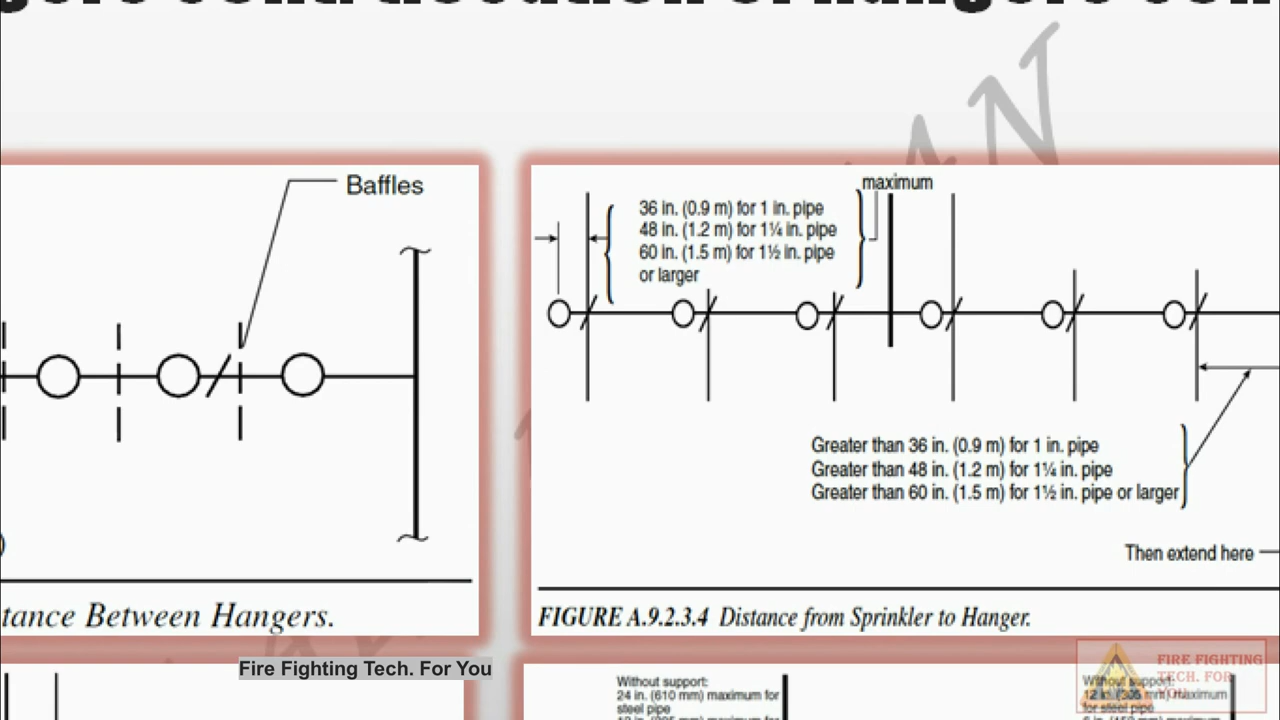 Baffles
tance Between Hangers.
maximum
36 in. (0.9 m) for 1 in. pipe
48 in. (1.2 m) for 1¼ in. pipe
60 in. (1.5 m) for 1½ in. pipe
or larger
Greater than 36 in. (0.9 m) for 1 in. pipe
Greater than 48 in. (1.2 m) for 1¼ in. pipe
Greater than 60 in. (1.5 m) for 1½ in. pipe or larger
Then extend here
FIGURE A.9.2.3.4 Distance from Sprinkler to Hanger.
Fire Fighting Tech. For You
Without support:
24 in. (610 mm) maximum for
steel pipe
Without support:
12 in. (305 mm) maximum
for steel pipe
FIRE FIGHTING
TECH. FOR
YOU